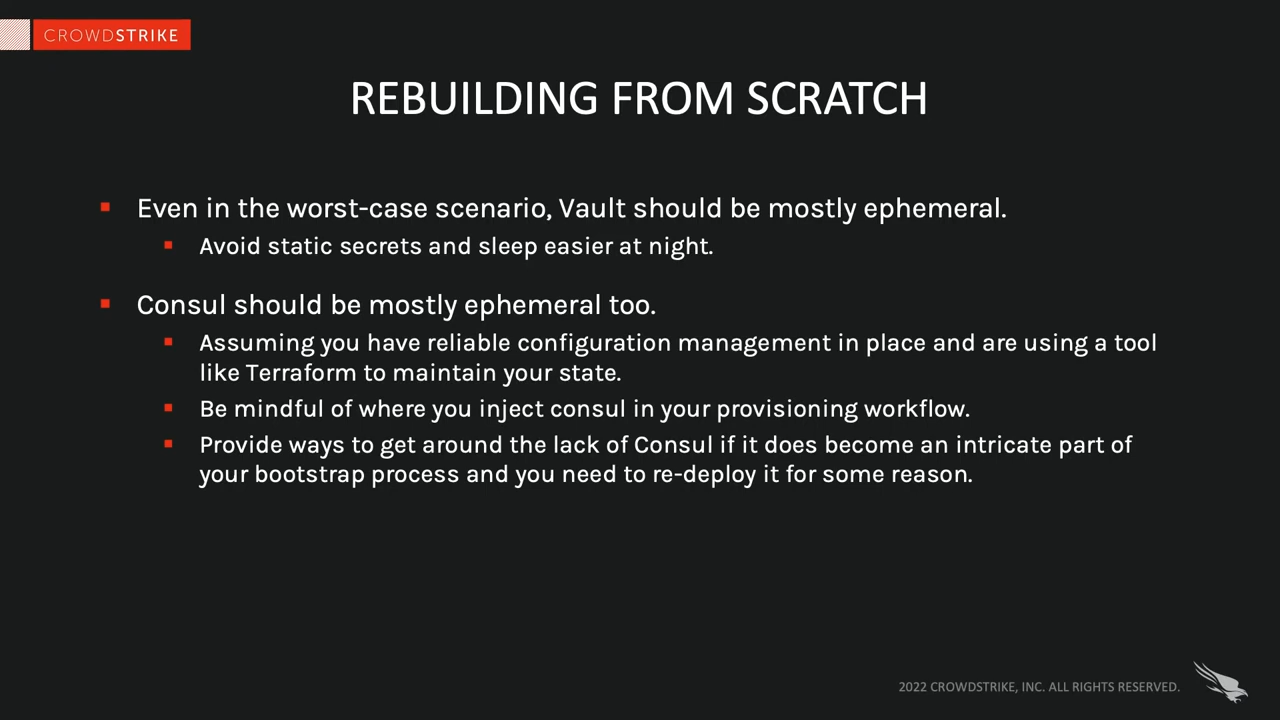 CROWDSTRIKE
REBUILDING FROM SCRATCH
Even in the worst-case scenario, Vault should be mostly ephemeral.
Avoid static secrets and sleep easier at night.
Consul should be mostly ephemeral too.
Assuming you have reliable configuration management in place and are using a tool
like Terraform to maintain your state.
Be mindful of where you inject consul in your provisioning workflow.
Provide ways to get around the lack of Consul if it does become an intricate part of
your bootstrap process and you need to re-deploy it for some reason.
2022 CROWDSTRIKE, INC. ALL RIGHTS RESERVED.